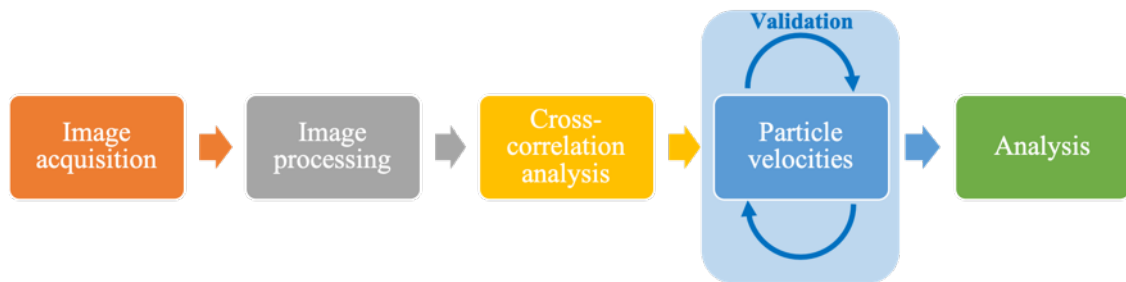 Validation
Image
acquisition
Image
processing
Cross-
correlation
analysis
Particle
velocities
Analysis